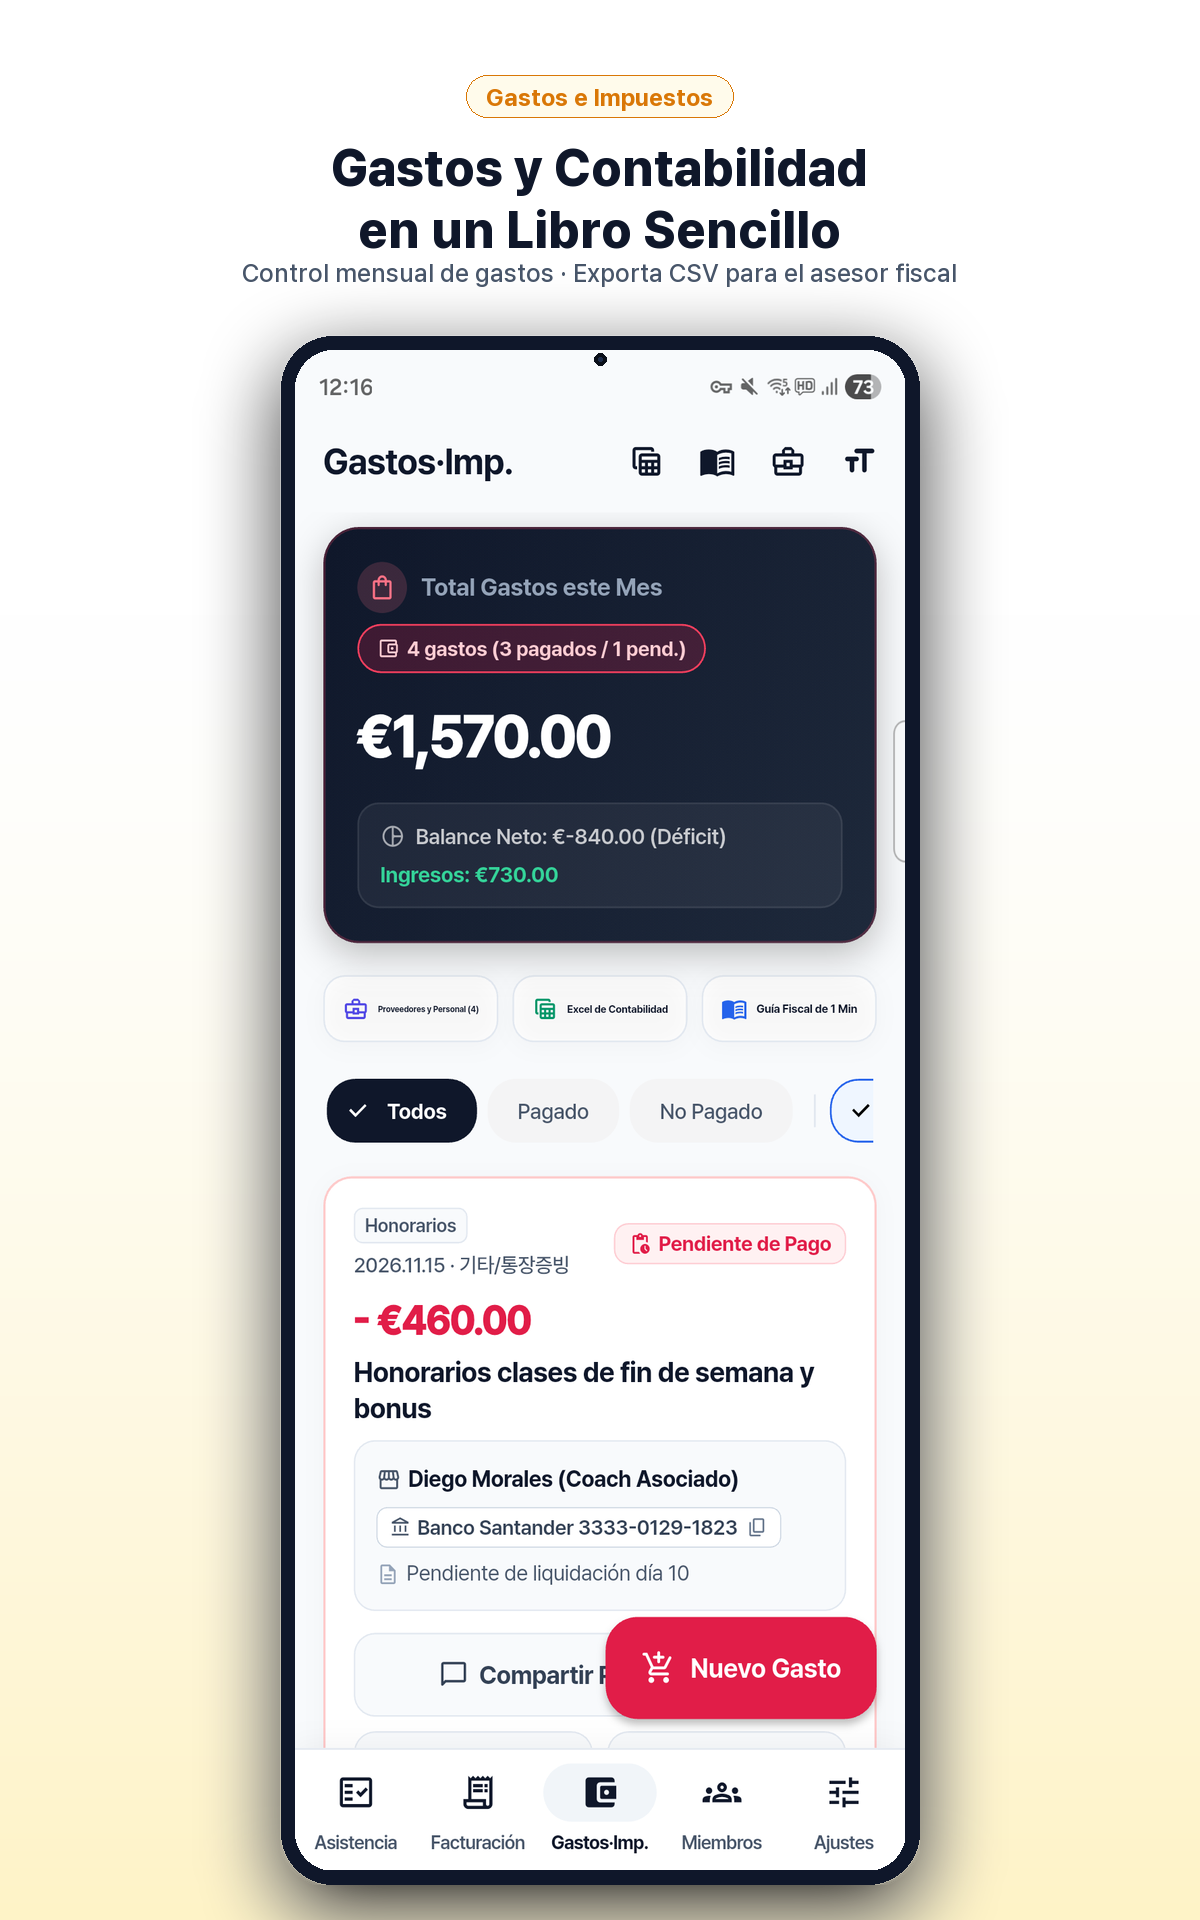 Gastos e Impuestos
Gastos y Contabilidad
en un Libro Sencillo
Control mensual de gastos · Exporta CSV para el asesor fiscal
12:16
HD
73
Gastos·Imp.
Total Gastos este Mes
4 gastos (3 pagados / 1 pend.)
€1,570.00
Balance Neto: €-840.00 (Déficit)
Ingresos: €730.00
Proveedores y Personal (4)
Excel de Contabilidad
Guía Fiscal de 1 Min
Todos
Pagado
No Pagado
Honorarios
2026.11.15 · 기타/통장증빙
Pendiente de Pago
- €460.00
Honorarios clases de fin de semana y
bonus
Diego Morales (Coach Asociado)
Banco Santander 3333-0129-1823
Pendiente de liquidación día 10
Compartir
Nuevo Gasto
Asistencia
Facturación
Gastos·Imp.
Miembros
Ajustes